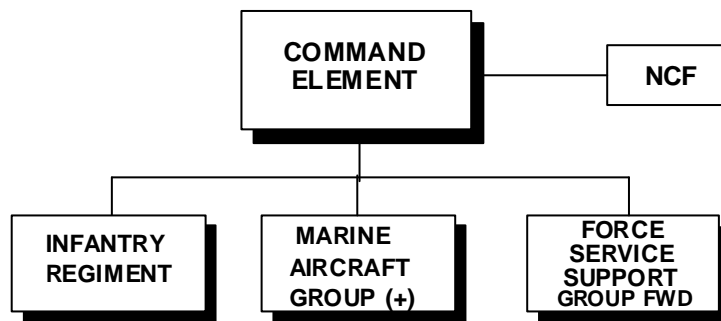 COMMAND
ELEMENT
NCF
INFANTRY
REGIMENT
MARINE
AIRCRAFT
GROUP (+)
FORCE
SERVICE
SUPPORT
GROUP FWD